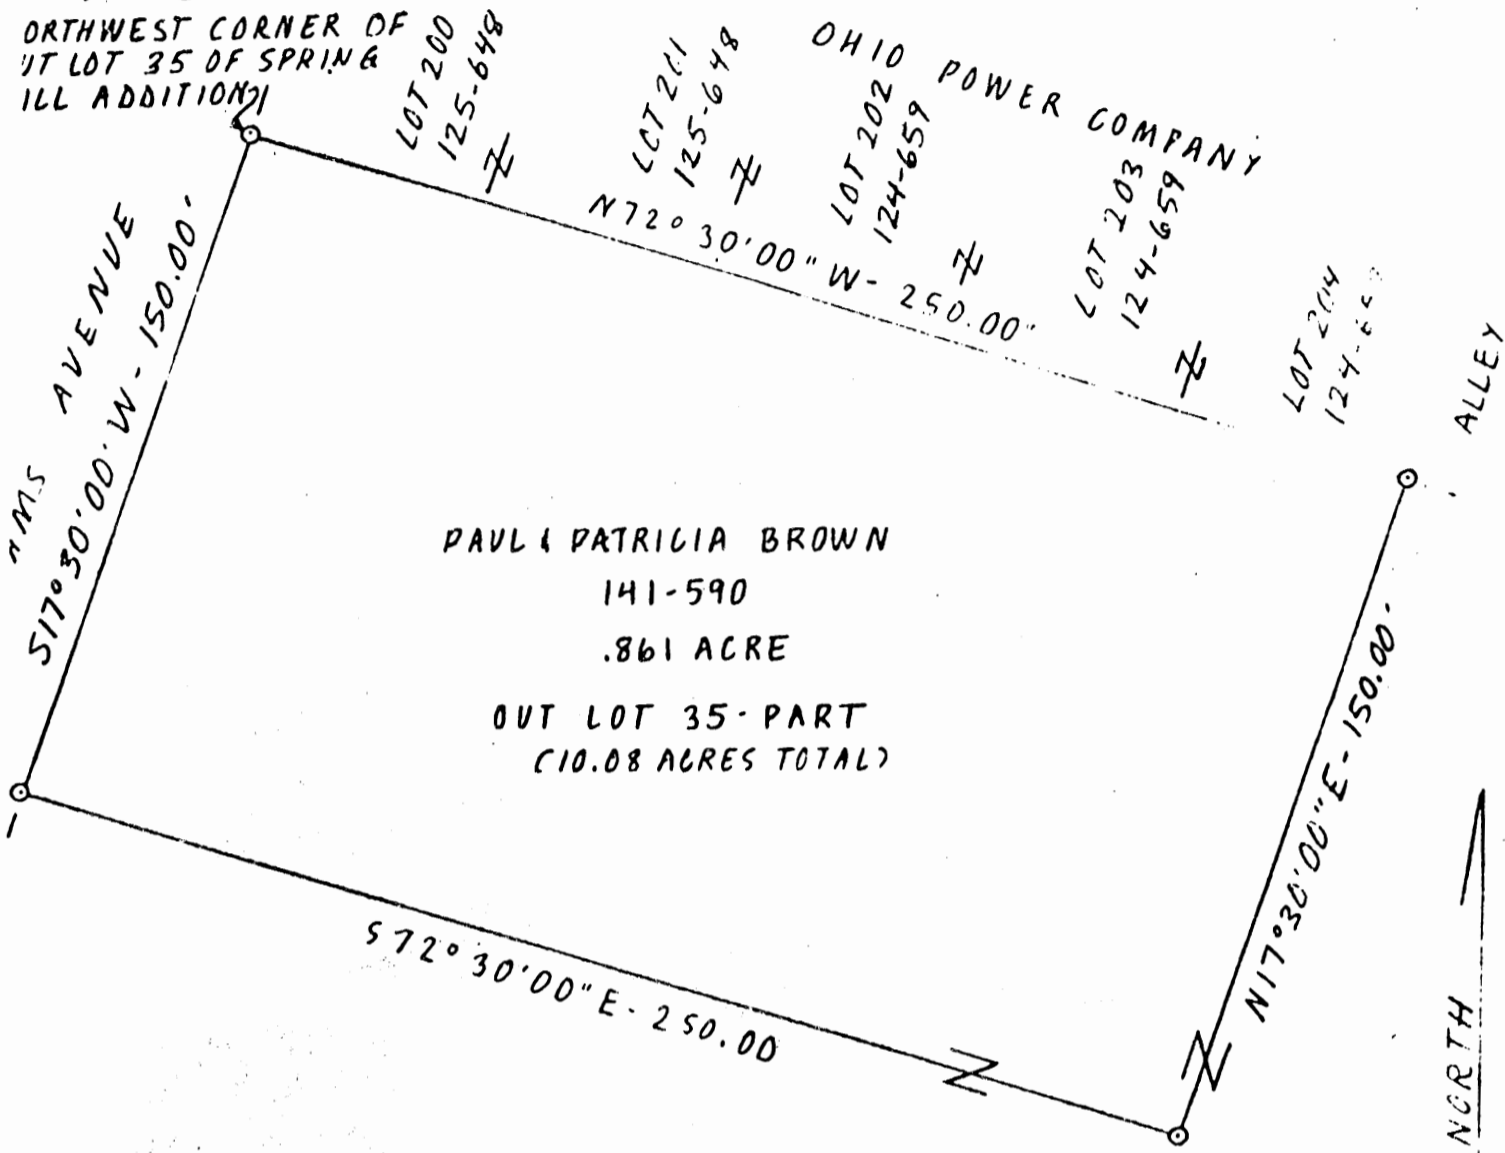 ORTHWEST CORNER OF
UT LOT 35 OF SPRING
ILL ADDITION
LOT 200
125-648
LOT 201
125-648
LOT 202
124-659
OHIO POWER COMPANY
LOT 203
124-659
LOT 204
ALLEY
N72°30'00"W- 250.00"
AVENUE
S17°30'00'W- 150.00'
PAUL & PATRICIA BROWN
141-590
.861 ACRE
OUT LOT 35-PART
(10.08 ACRES TOTAL)
N17°30'00"E- 150.00'
S72°30'00"E- 250.00
NORTH